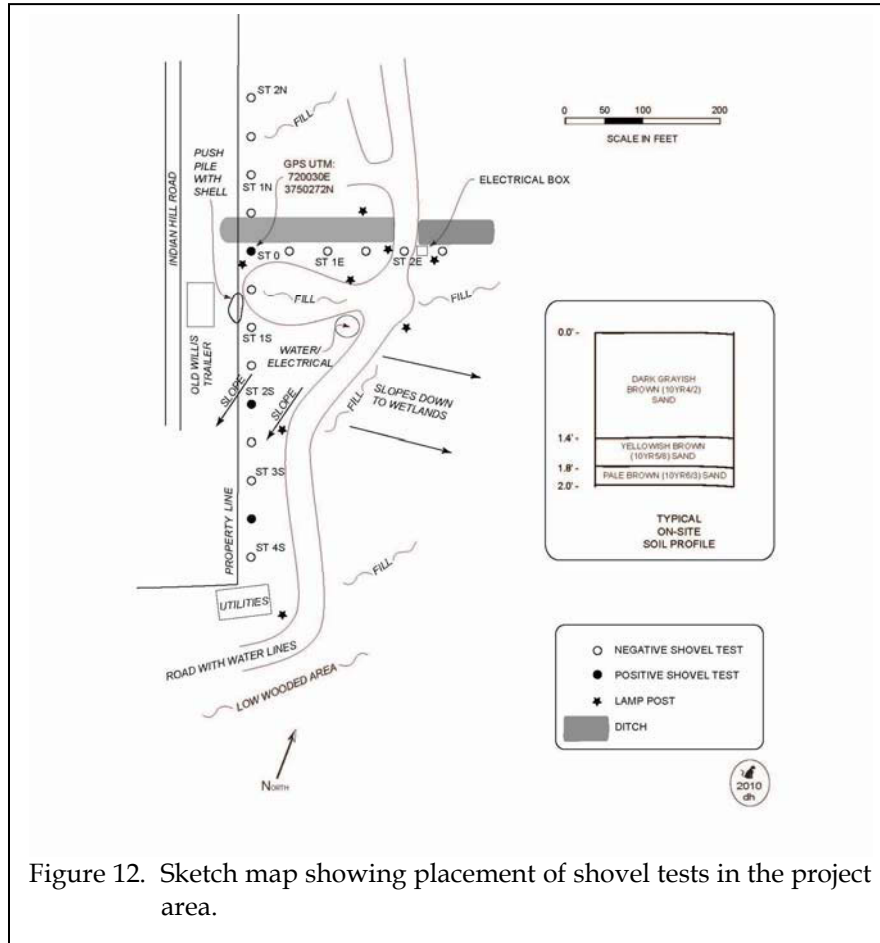 ST 2N
FILL
PUSH
PILE
WITH
SHELL
GPS UTM:
720030E
3750272N
ST 1N
0 50 100 200
SCALE IN FEET
ELECTRICAL BOX
INDIAN HILL ROAD
ST 0
ST 1E
ST 2E
FILL
FILL
OLD WILLIS
TRAILER
ST 1S
WATER/
ELECTRICAL
ST 2S
SLOPE
SLOPE
FILL
SLOPES DOWN
TO WETLANDS
0.0' -
DARK GRAYISH
BROWN (10YR4/2)
SAND
1.4' -
YELLOWISH BROWN
(10YR5/8) SAND
1.8' -
PALE BROWN (10YR6/3) SAND
2.0' -
TYPICAL
ON-SITE
SOIL PROFILE
ST 3S
PROPERTY LINE
ST 4S
FILL
UTILITIES
ROAD WITH WATER LINES
LOW WOODED AREA
NORTH
NEGATIVE SHOVEL TEST
POSITIVE SHOVEL TEST
LAMP POST
DITCH
2010
dh
Figure 12. Sketch map showing placement of shovel tests in the project
area.